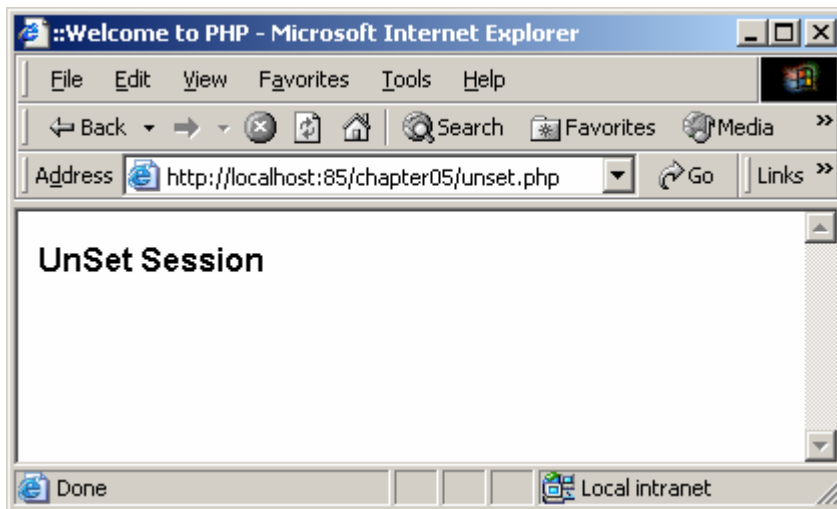 ::Welcome to PHP - Microsoft Internet Explorer
File Edit View Favorites Tools Help
Back Search Favorites Media »
Address http://localhost:85/chapter05/unset.php Go Links »
UnSet Session
Done Local intranet